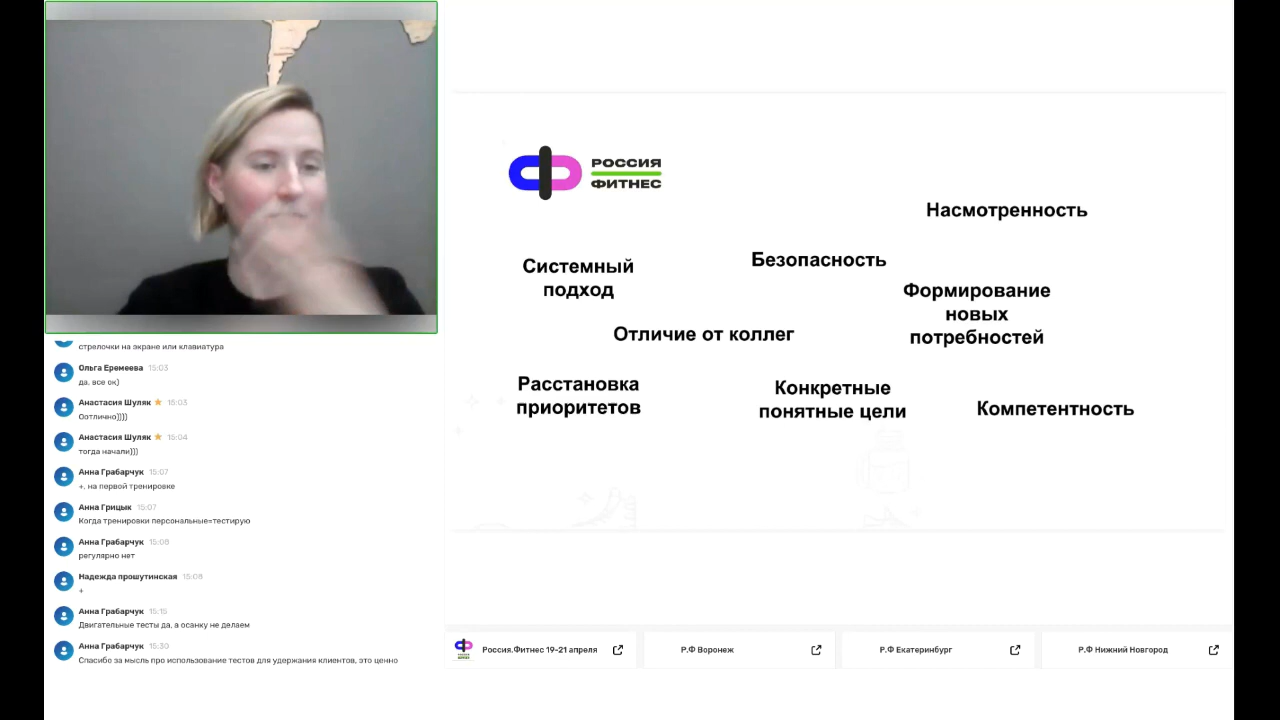 стрелочки на экране или клавиатура
Ольга Еремеева 15:03
да, все ок)
Анастасия Шуляк 15:03
Оотлично))))
Анастасия Шуляк 15:04
тогда начали)))
Анна Грабарчук 15:07
+, на первой тренировке
Анна Грицык 15:07
Когда тренировки персональные=тестирую
Анна Грабарчук 15:08
регулярно нет
Надежда прошутинская 15:08
+
Анна Грабарчук 15:15
Двигательные тесты да, а осанку не делаем
Анна Грабарчук 15:30
Спасибо за мысль про использование тестов для удержания клиентов, это ценно
РОССИЯ
ФИТНЕС
Насмотренность
Безопасность
Системный
подход
Формирование
новых
потребностей
Отличие от коллег
Расстановка
приоритетов
Конкретные
понятные цели
Компетентность
Россия.Фитнес 19-21 апреля
Р.Ф Воронеж
Р.Ф Екатеринбург
Р.Ф Нижний Новгород